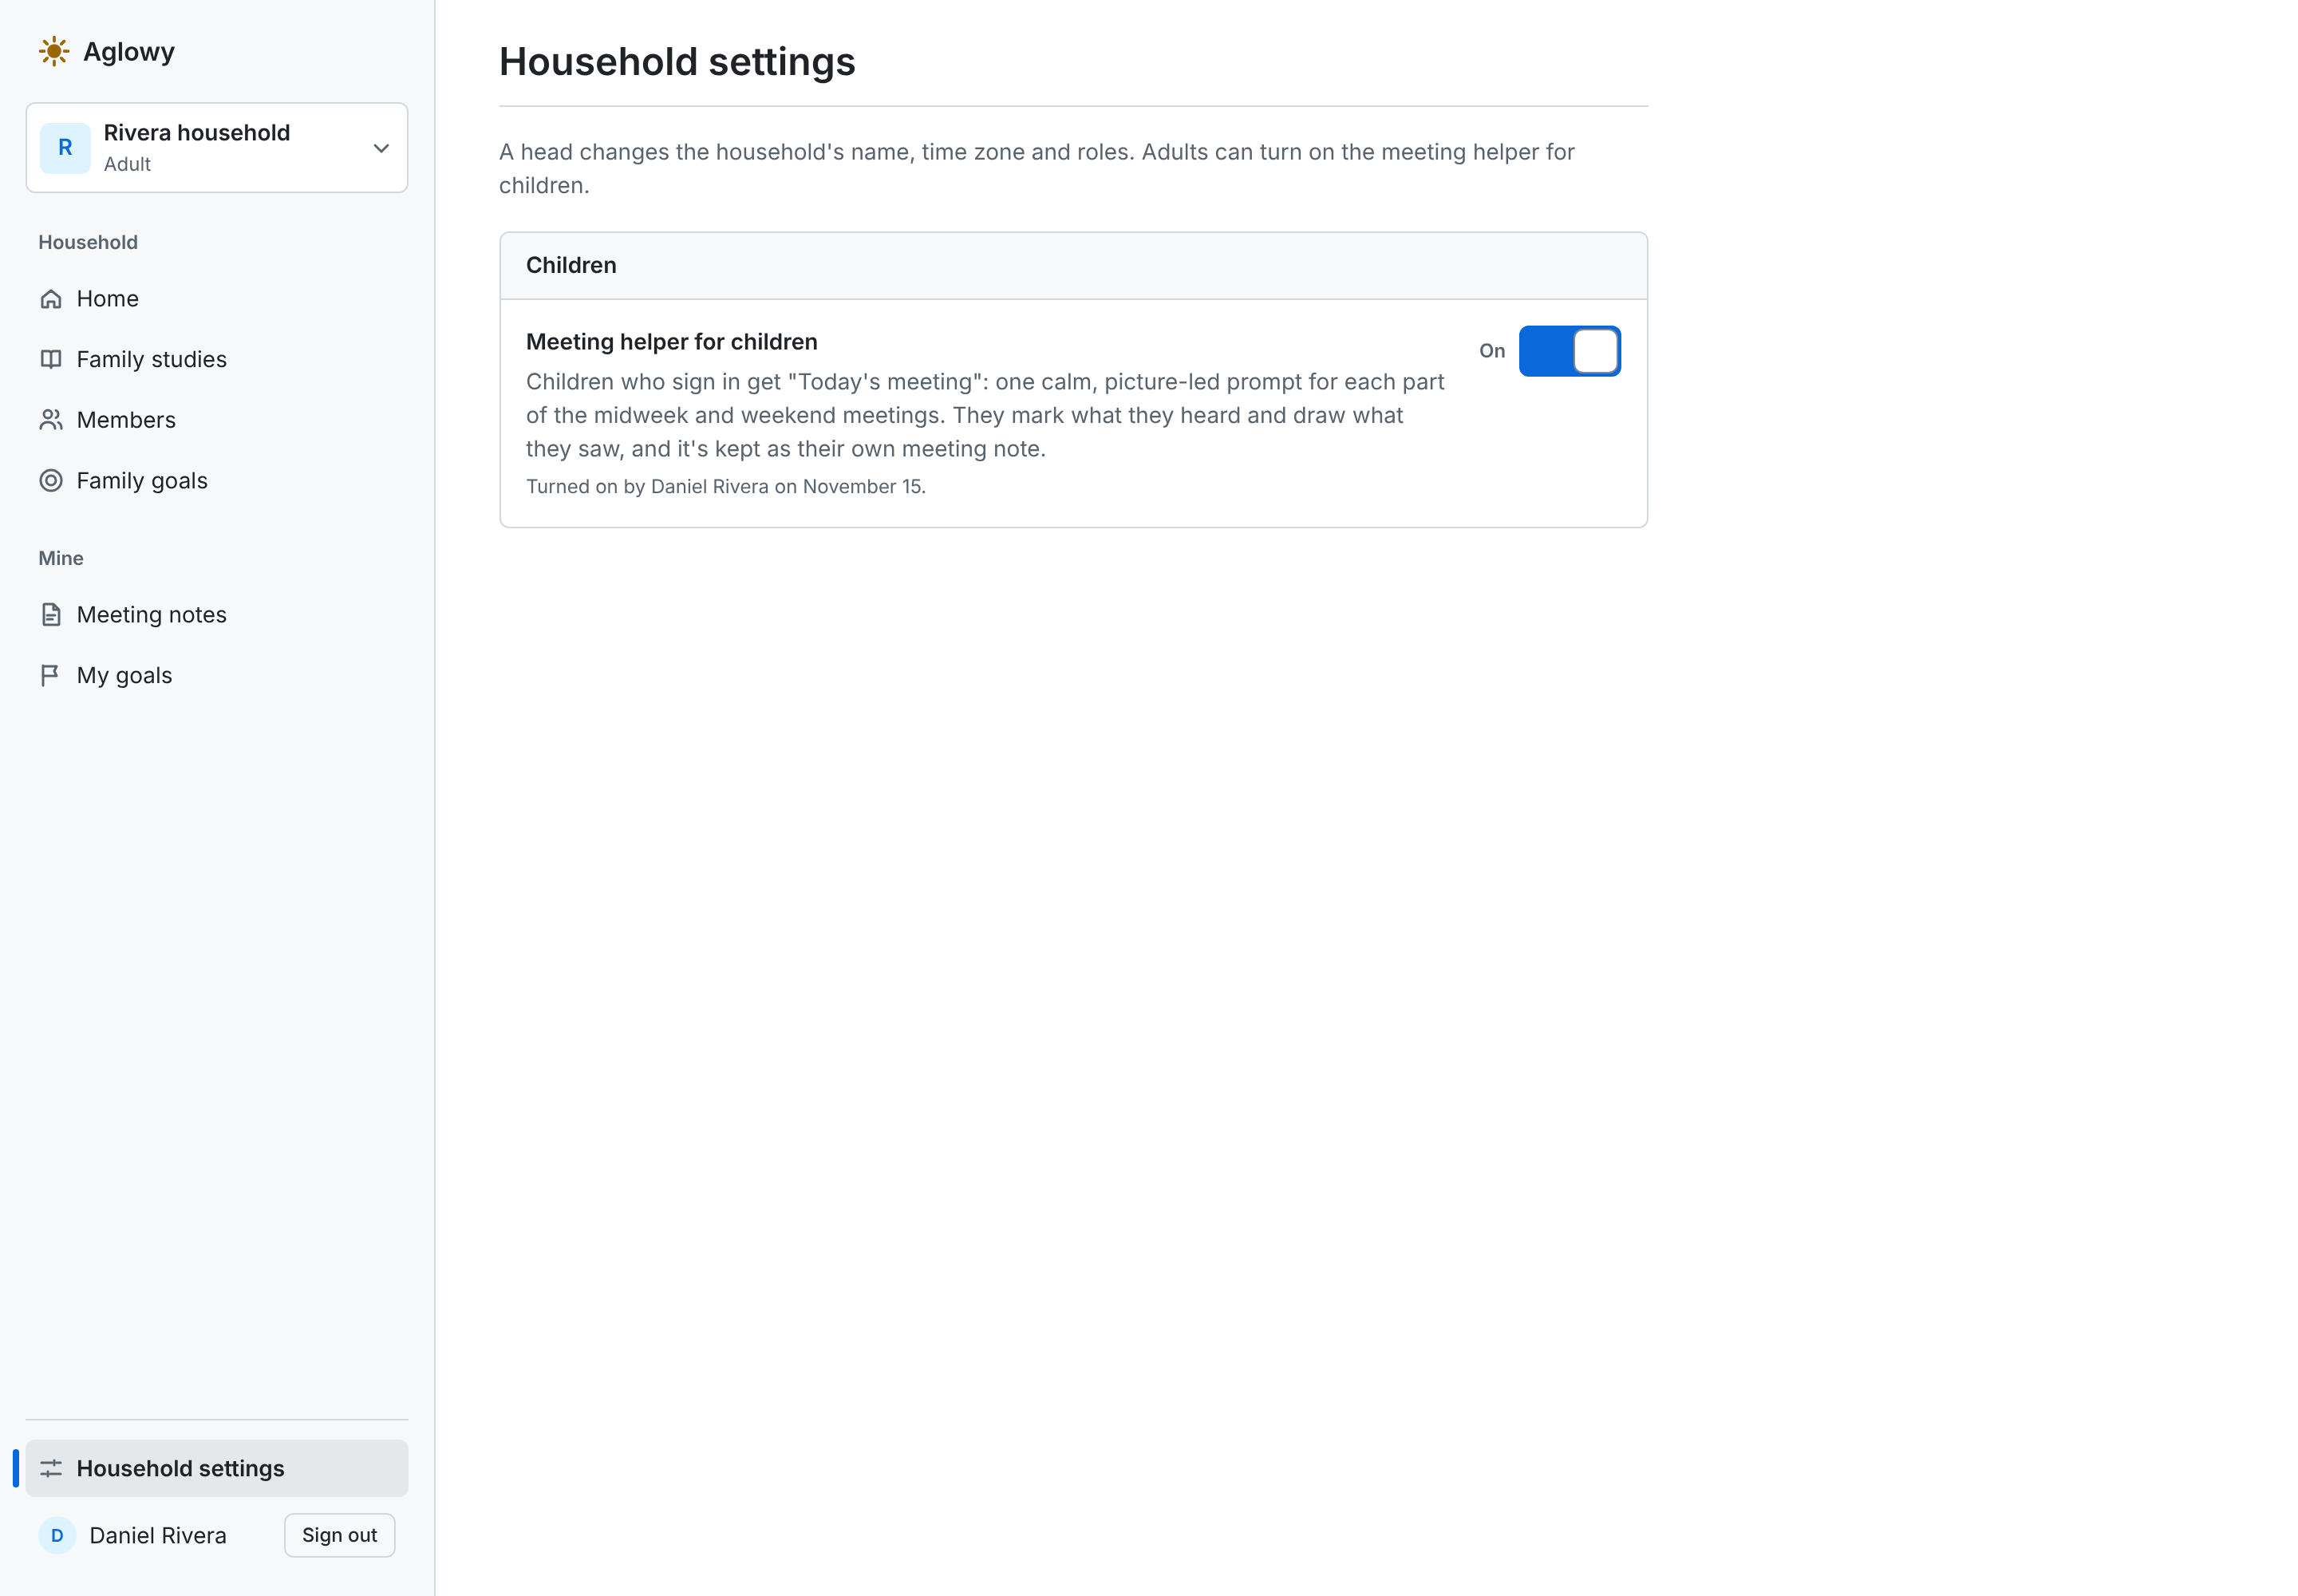 Aglowy
R
Rivera household
Adult
Household
Home
Family studies
Members
Family goals
Mine
Meeting notes
My goals
Household settings
D
Daniel Rivera
Sign out
Household settings
A head changes the household's name, time zone and roles. Adults can turn on the meeting helper for
children.
Children
Meeting helper for children
On
Children who sign in get "Today's meeting": one calm, picture-led prompt for each part
of the midweek and weekend meetings. They mark what they heard and draw what
they saw, and it's kept as their own meeting note.
Turned on by Daniel Rivera on November 15.